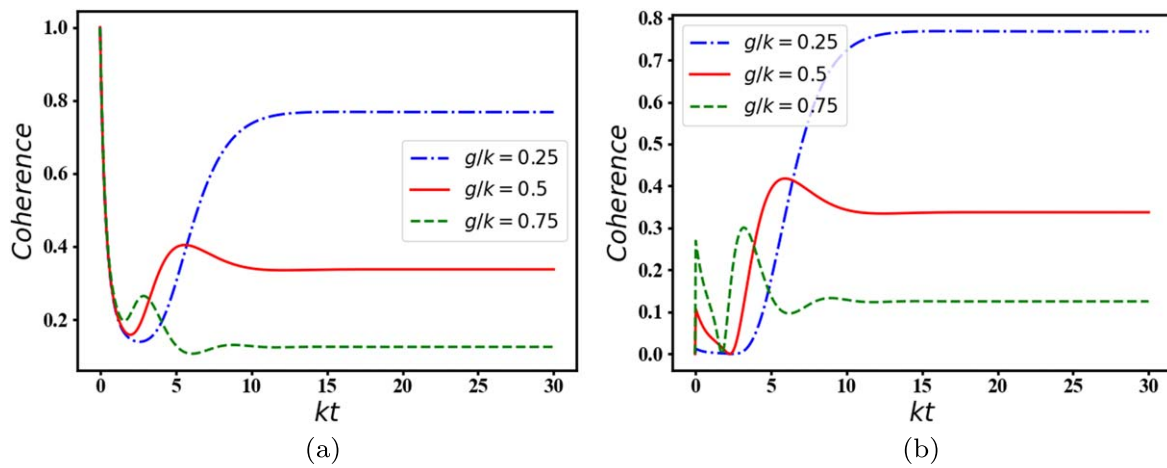 1.0
0.8
0.6
0.4
0.2
Coherence
g/k = 0.25
g/k = 0.5
g/k = 0.75
0 5 10 15 20 25 30
kt
(a)
0.8
0.7
0.6
0.5
0.4
0.3
0.2
0.1
0.0
Coherence
g/k = 0.25
g/k = 0.5
g/k = 0.75
0 5 10 15 20 25 30
kt
(b)